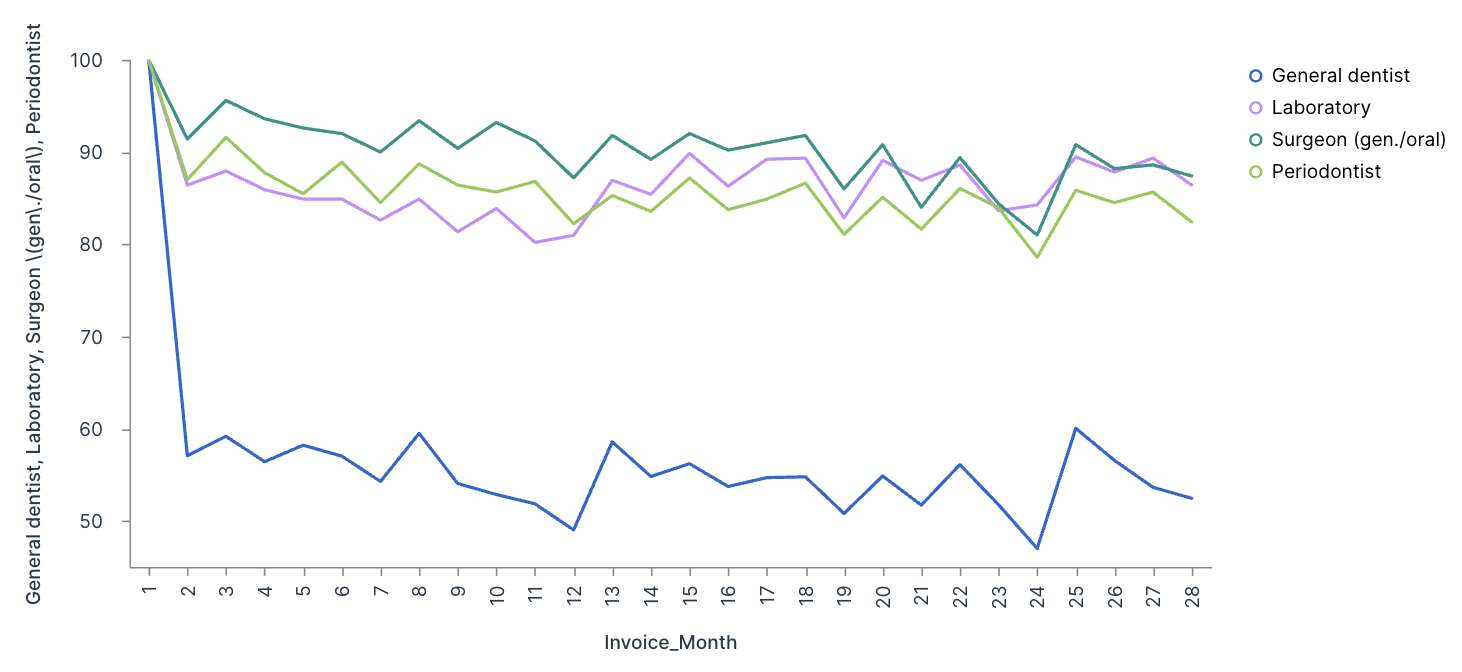 General dentist, Laboratory, Surgeon \(gen\./oral\), Periodontist
100
90
80
70
60
50
1 2 3 4 5 6 7 8 9 10 11 12 13 14 15 16 17 18 19 20 21 22 23 24 25 26 27 28
Invoice_Month
General dentist
Laboratory
Surgeon (gen./oral)
Periodontist